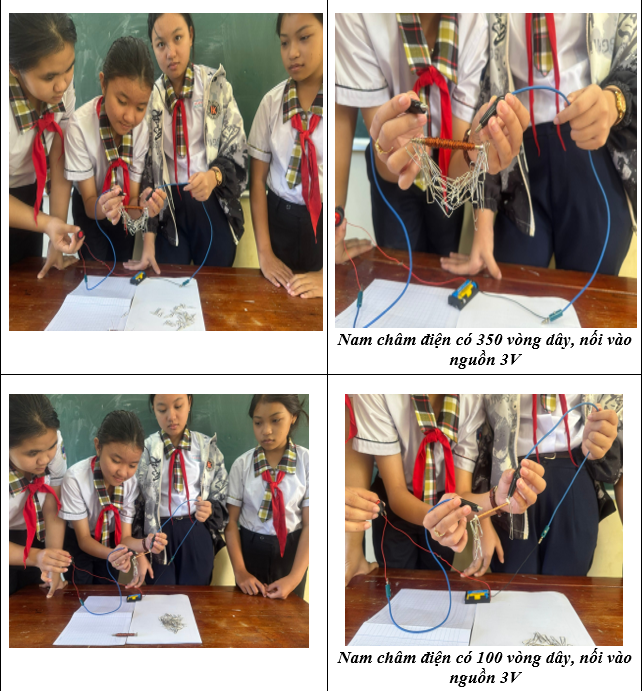 Nam châm điện có 350 vòng dây, nối vào
nguồn 3V
Nam châm điện có 100 vòng dây, nối vào
nguồn 3V